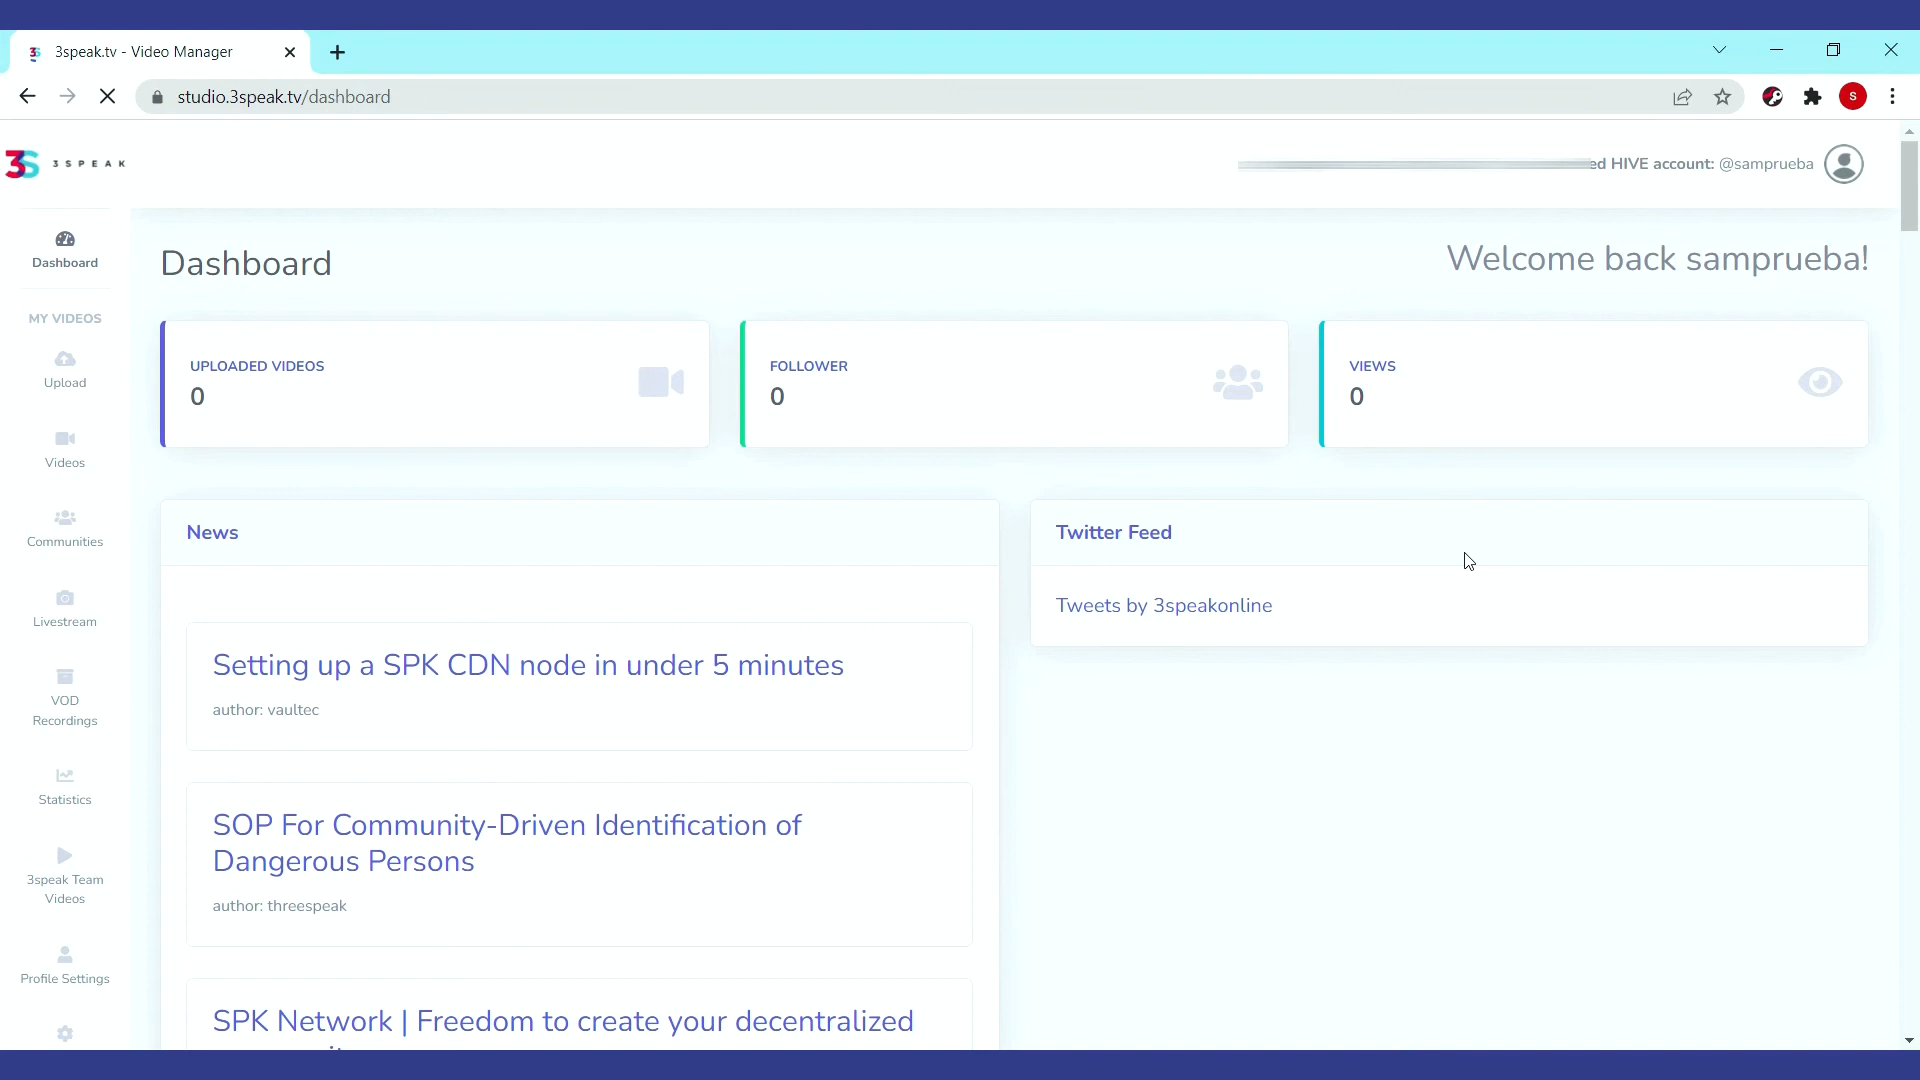 3speak.tv - Video Manager
studio.3speak.tv/dashboard
S
3S 3SPEAK
ed HIVE account: @samprueba
Dashboard
MY VIDEOS
Upload
Videos
Communities
Livestream
VOD
Recordings
Statistics
3speak Team
Videos
Profile Settings
Dashboard
Welcome back samprueba!
UPLOADED VIDEOS
0
FOLLOWER
0
VIEWS
0
News
Setting up a SPK CDN node in under 5 minutes
author: vaultec
SOP For Community-Driven Identification of
Dangerous Persons
author: threespeak
SPK Network | Freedom to create your decentralized
Twitter Feed
Tweets by 3speakonline